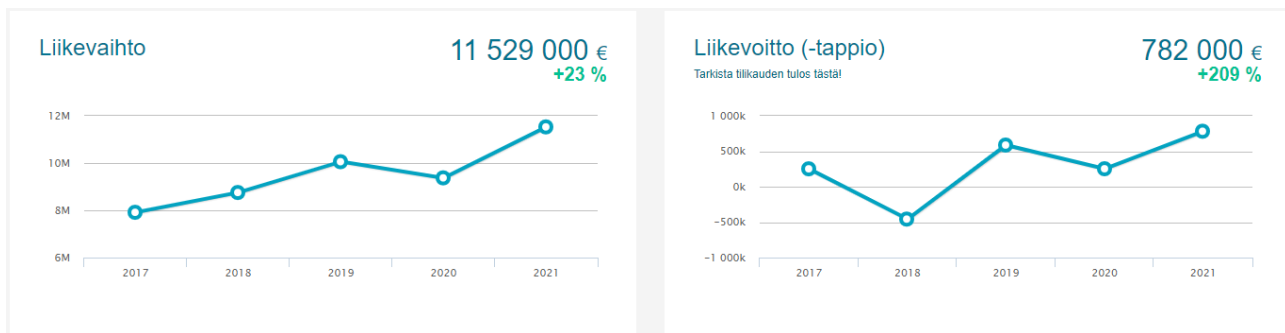 Liikevaihto
11 529 000 €
+23 %
12M
10M
8M
6M
2017 2018 2019 2020 2021
Liikevoitto (-tappio)
Tarkista tilikauden tulos tästä!
782 000 €
+209 %
1 000k
500k
0k
-500k
-1 000k
2017 2018 2019 2020 2021